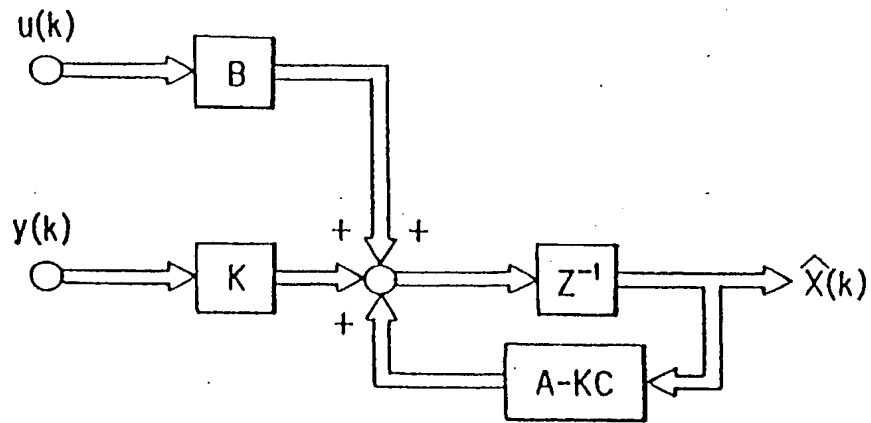 u(k)
B
y(k)
+ +
K
Z⁻¹
X̂(k)
+
A-KC